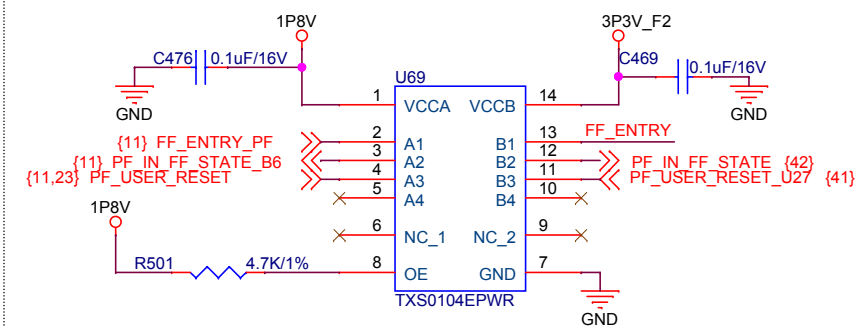 1P8V 3P3V_F2
C476 0.1uF/16V C469 0.1uF/16V
U69
GND GND
1 VCCA VCCB 14
{11} FF_ENTRY_PF 2 A1 B1 13 FF_ENTRY
{11} PF_IN_FF_STATE_B6 3 A2 B2 12 PF_IN_FF_STATE {42}
{11,23} PF_USER_RESET 4 A3 B3 11 PF_USER_RESET_U27 {41}
5 A4 B4 10
1P8V
6 NC_1 NC_2 9
R501 4.7K/1% 8 OE GND 7
TXS0104EPWR
GND